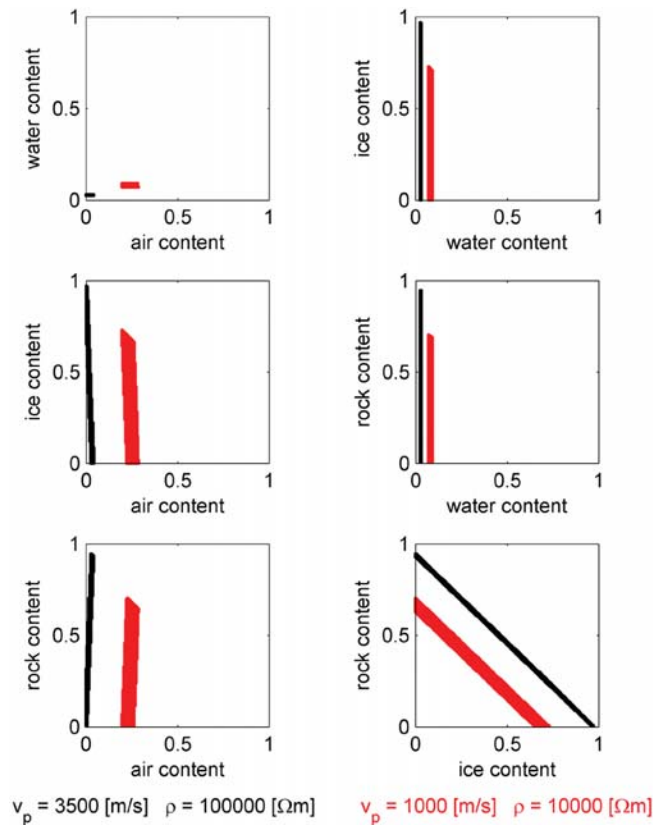 1
water content
0.5
0
0
0.5
1
air content
1
ice content
0.5
0
0
0.5
1
water content
1
ice content
0.5
0
0
0.5
1
air content
1
rock content
0.5
0
0
0.5
1
water content
1
rock content
0.5
0
0
0.5
1
air content
1
rock content
0.5
0
0
0.5
1
ice content
vp = 3500 [m/s] ρ = 100000 [Ωm]
vp = 1000 [m/s] ρ = 10000 [Ωm]